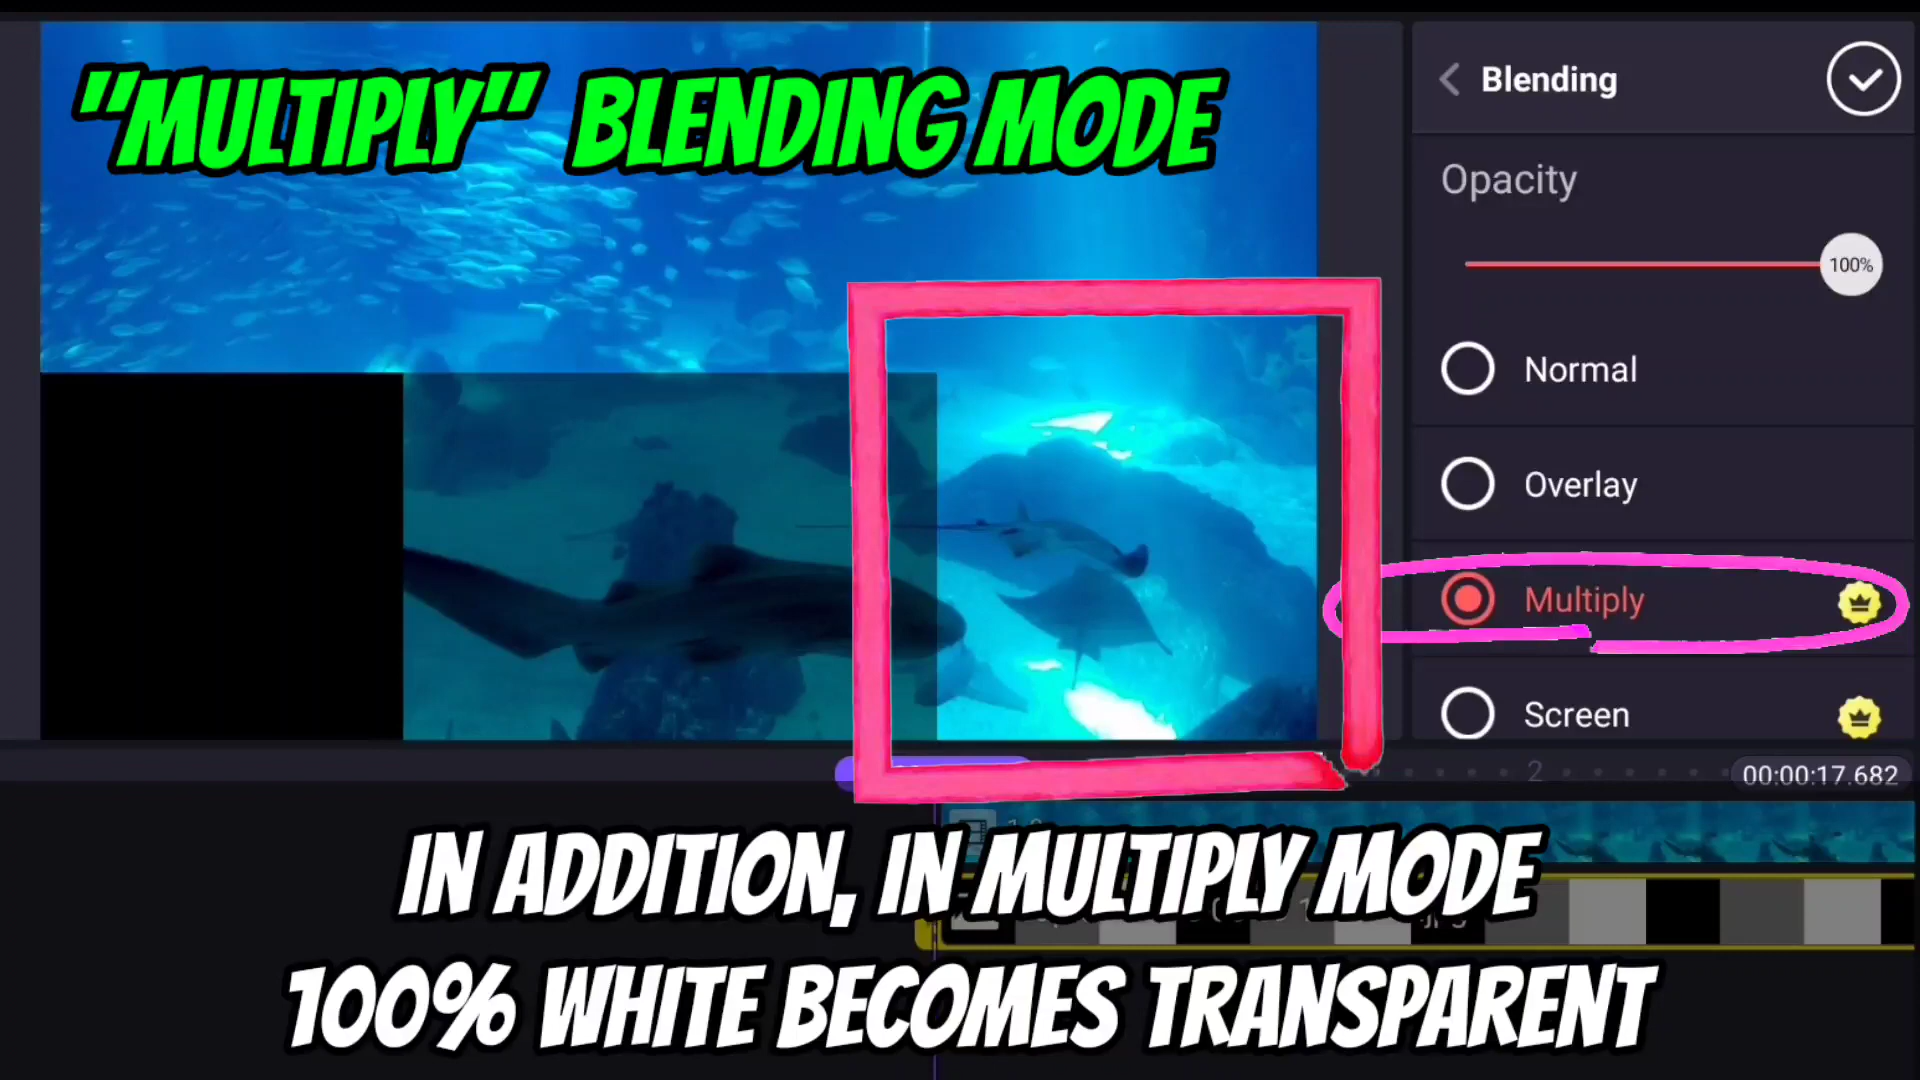 "MULTIPLY" BLENDING MODE
Blending
Opacity
100%
Normal
Overlay
Multiply
Screen
2
00:00:17.682
IN ADDITION, IN MULTIPLY MODE
100% WHITE BECOMES TRANSPARENT